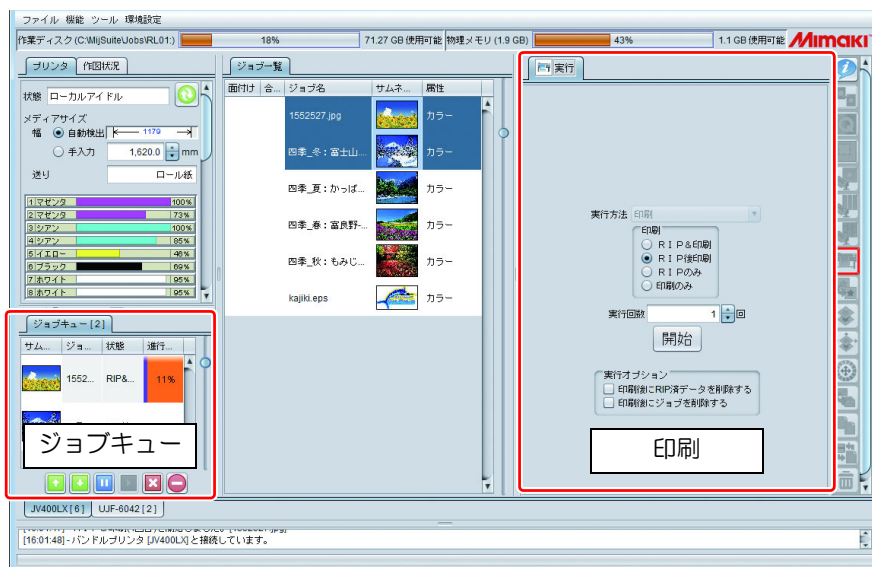 ファイル 機能 ツール 環境設定
作業ディスク (C:\MijSuite\Jobs\RL01:) 18% 71.27 GB 使用可能 物理メモリ (1.9 GB) 43% 1.1 GB 使用可能 Mimaki
プリンタ 作図状況
状態 ローカルアイドル
メディアサイズ
幅 自動検出 1179
手入力 1,620.0 mm
送り ロール紙
1 マゼンタ 100%
2 マゼンタ 73%
3 シアン 100%
4 シアン 85%
5 イエロー 46%
6 ブラック 69%
7 ホワイト 95%
8 ホワイト 95%
ジョブキュー [2]
サム... ジョ... 状態 進行...
1552... RIP&... 11%
ジョブキュー
ジョブ一覧
面付け 合... ジョブ名 サムネ... 属性
1552527.jpg カラー
四季_冬：富士山... カラー
四季_夏：かっぱ... カラー
四季_春：富良野-... カラー
四季_秋：もみじ... カラー
kajiki.eps カラー
実行
実行方法 印刷
印刷
ＲＩＰ＆印刷
ＲＩＰ後印刷
ＲＩＰのみ
印刷のみ
実行回数 1 回
開始
実行オプション
印刷後にRIP済データを削除する
印刷後にジョブを削除する
印刷
JV400LX [ 6 ] UJF-6042 [ 2 ]
[16:01:48] - バンドルプリンタ [JV400LX] と接続しています。